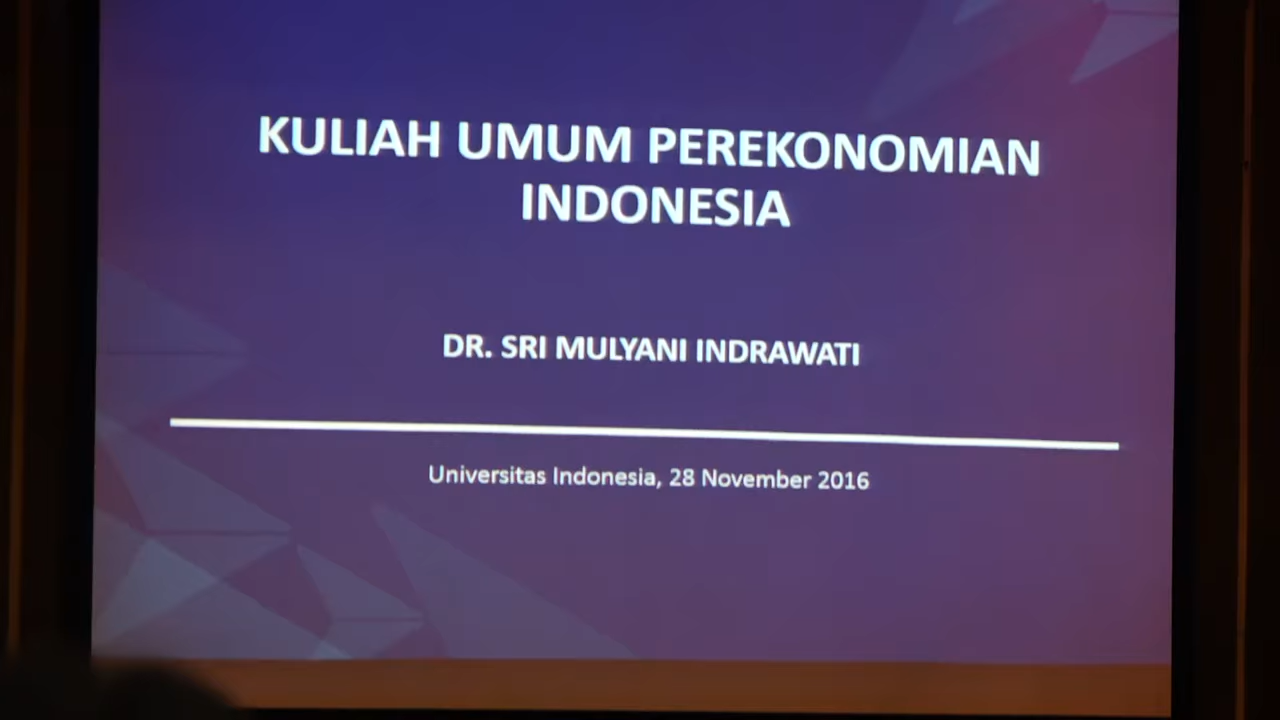 KULIAH UMUM PEREKONOMIAN
INDONESIA
DR. SRI MULYANI INDRAWATI
Universitas Indonesia, 28 November 2016